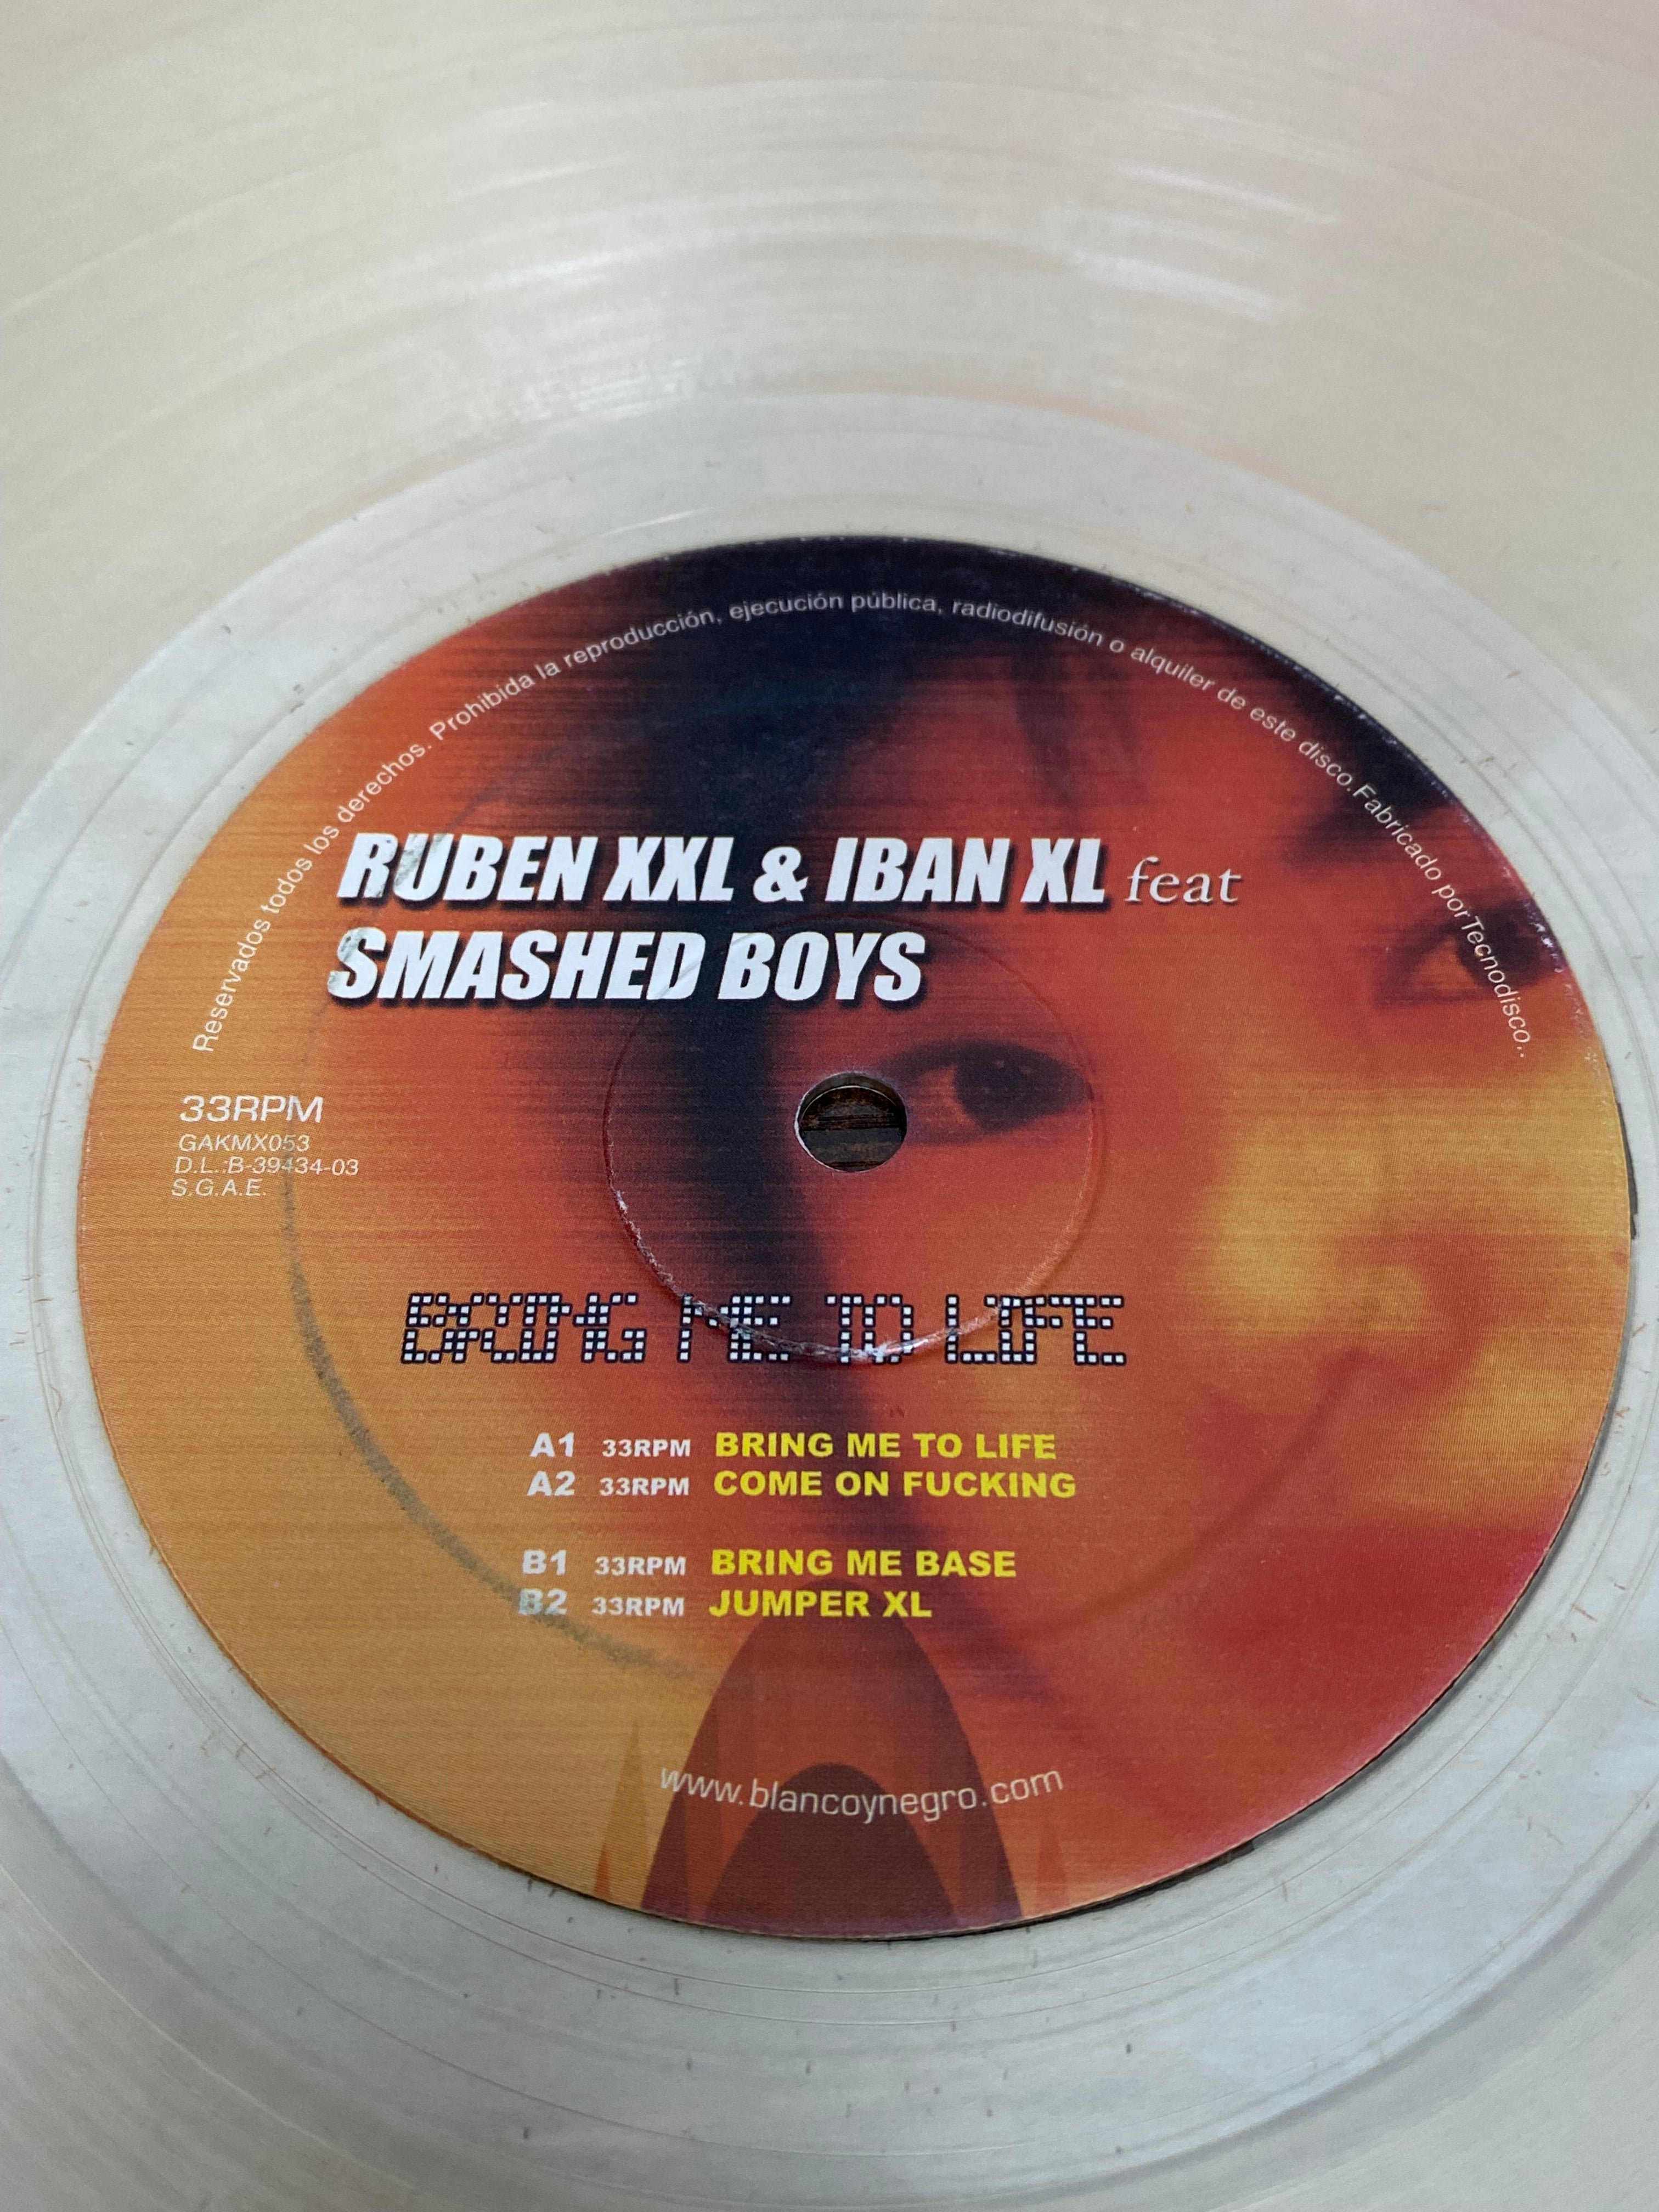 Reservados todos los derechos. Prohibida la reproducción, ejecución pública, radiodifusión o alquiler de este disco. Fabricado porTecnodisco..
RUBEN XXL & IBAN XL feat
SMASHED BOYS
33RPM
GAKMX053
D.L.:B-39434-03
S.G.A.E.
BRING ME TO LIFE
A1 33RPM BRING ME TO LIFE
A2 33RPM COME ON FUCKING
B1 33RPM BRING ME BASE
B2 33RPM JUMPER XL
www.blancoynegro.com